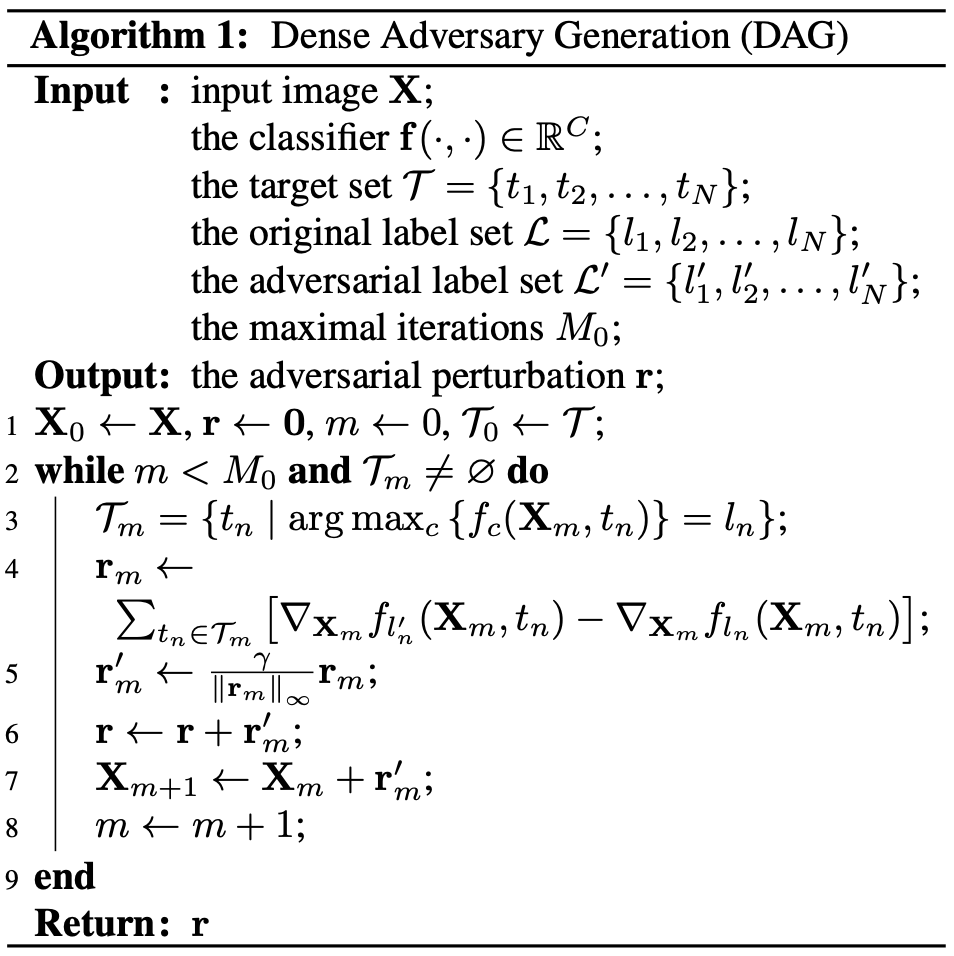 Algorithm 1: Dense Adversary Generation (DAG)
Input : input image X;
the classifier f(·, ·) ∈ ℝ^C;
the target set 𝒯 = {t_1, t_2, . . . , t_N};
the original label set ℒ = {l_1, l_2, . . . , l_N};
the adversarial label set ℒ′ = {l′_1, l′_2, . . . , l′_N};
the maximal iterations M_0;
Output: the adversarial perturbation r;
1 X_0 ← X, r ← 0, m ← 0, 𝒯_0 ← 𝒯;
2 while m < M_0 and 𝒯_m ≠ ∅ do
3 𝒯_m = {t_n | arg max_c {f_c(X_m, t_n)} = l_n};
4 r_m ←
∑_{t_n∈𝒯_m} [∇_{X_m} f_{l′_n}(X_m, t_n) − ∇_{X_m} f_{l_n}(X_m, t_n)];
5 r′_m ← γ/‖r_m‖_∞ r_m;
6 r ← r + r′_m;
7 X_{m+1} ← X_m + r′_m;
8 m ← m + 1;
9 end
Return: r